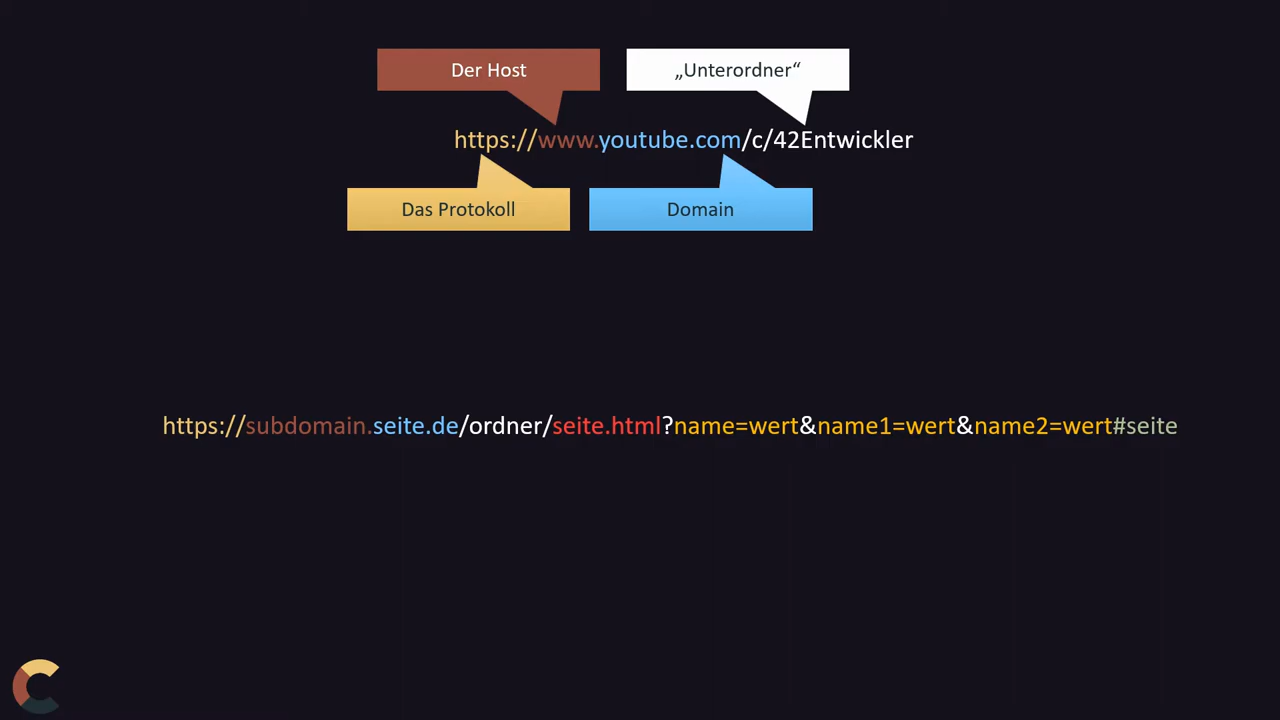 Der Host
„Unterordner“
https://www.youtube.com/c/42Entwickler
Das Protokoll
Domain
https://subdomain.seite.de/ordner/seite.html?name=wert&name1=wert&name2=wert#seite